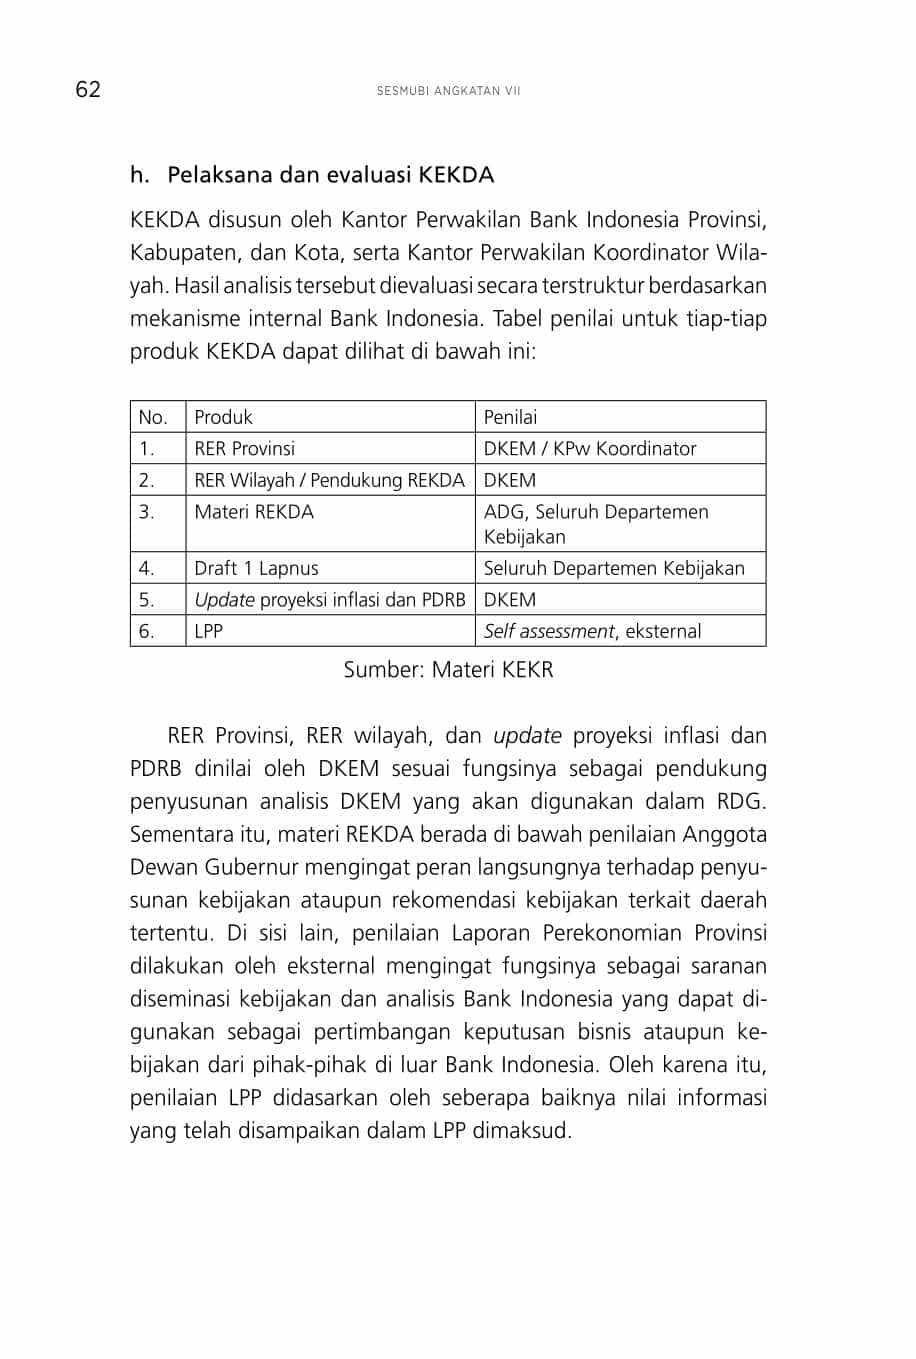 62
SESMUBI ANGKATAN VII
h. Pelaksana dan evaluasi KEKDA
KEKDA disusun oleh Kantor Perwakilan Bank Indonesia Provinsi,
Kabupaten, dan Kota, serta Kantor Perwakilan Koordinator Wila-
yah. Hasil analisis tersebut dievaluasi secara terstruktur berdasarkan
mekanisme internal Bank Indonesia. Tabel penilai untuk tiap-tiap
produk KEKDA dapat dilihat di bawah ini:
No. Produk Penilai
1. RER Provinsi DKEM / KPw Koordinator
2. RER Wilayah / Pendukung REKDA DKEM
3. Materi REKDA ADG, Seluruh Departemen
Kebijakan
4. Draft 1 Lapnus Seluruh Departemen Kebijakan
5. Update proyeksi inflasi dan PDRB DKEM
6. LPP Self assessment, eksternal
Sumber: Materi KEKR
RER Provinsi, RER wilayah, dan update proyeksi inflasi dan
PDRB dinilai oleh DKEM sesuai fungsinya sebagai pendukung
penyusunan analisis DKEM yang akan digunakan dalam RDG.
Sementara itu, materi REKDA berada di bawah penilaian Anggota
Dewan Gubernur mengingat peran langsungnya terhadap penyu-
sunan kebijakan ataupun rekomendasi kebijakan terkait daerah
tertentu. Di sisi lain, penilaian Laporan Perekonomian Provinsi
dilakukan oleh eksternal mengingat fungsinya sebagai saranan
diseminasi kebijakan dan analisis Bank Indonesia yang dapat di-
gunakan sebagai pertimbangan keputusan bisnis ataupun ke-
bijakan dari pihak-pihak di luar Bank Indonesia. Oleh karena itu,
penilaian LPP didasarkan oleh seberapa baiknya nilai informasi
yang telah disampaikan dalam LPP dimaksud.